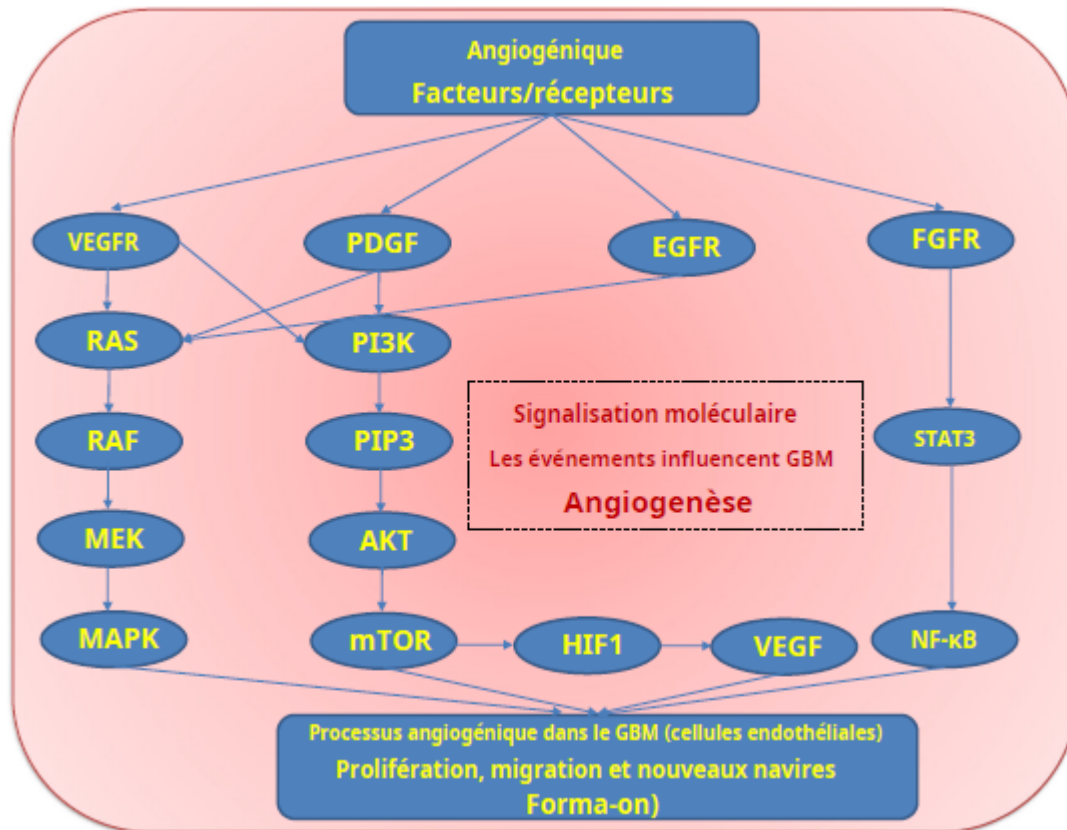 Angiogénique
Facteurs/récepteurs
VEGFR
PDGF
EGFR
FGFR
RAS
PI3K
RAF
PIP3
Signalisation moléculaire
Les événements influencent GBM
Angiogenèse
STAT3
MEK
AKT
MAPK
mTOR
HIF1
VEGF
NF-κB
Processus angiogénique dans le GBM (cellules endothéliales)
Prolifération, migration et nouveaux navires
Forma-on)